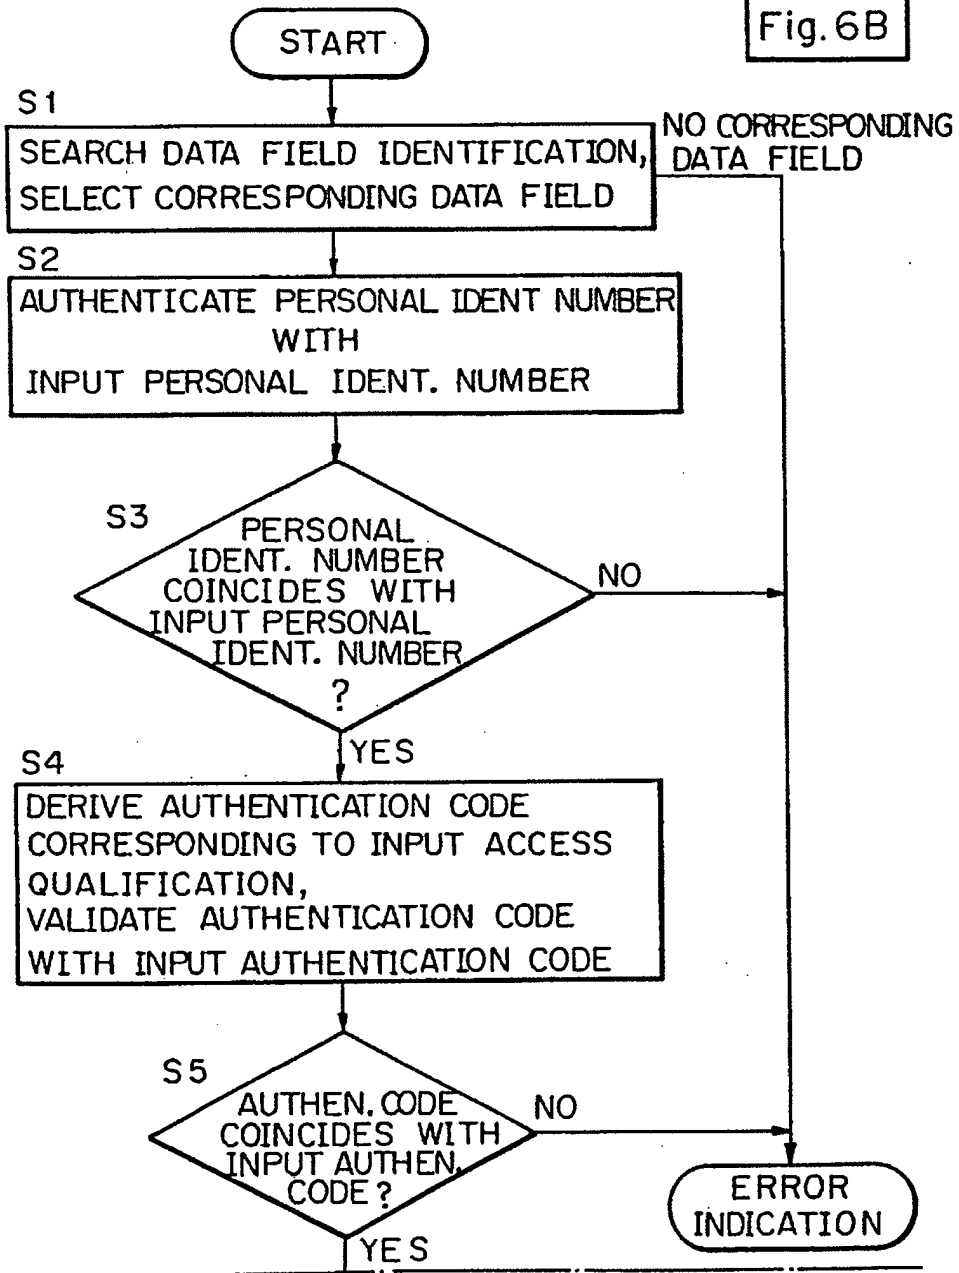 Fig. 6B
START
S1
SEARCH DATA FIELD IDENTIFICATION,
SELECT CORRESPONDING DATA FIELD
NO CORRESPONDING
DATA FIELD
S2
AUTHENTICATE PERSONAL IDENT NUMBER
WITH
INPUT PERSONAL IDENT. NUMBER
S3
PERSONAL
IDENT. NUMBER
COINCIDES WITH
INPUT PERSONAL
IDENT. NUMBER
?
NO
YES
S4
DERIVE AUTHENTICATION CODE
CORRESPONDING TO INPUT ACCESS
QUALIFICATION,
VALIDATE AUTHENTICATION CODE
WITH INPUT AUTHENTICATION CODE
S5
AUTHEN. CODE
COINCIDES WITH
INPUT AUTHEN.
CODE?
NO
YES
ERROR
INDICATION